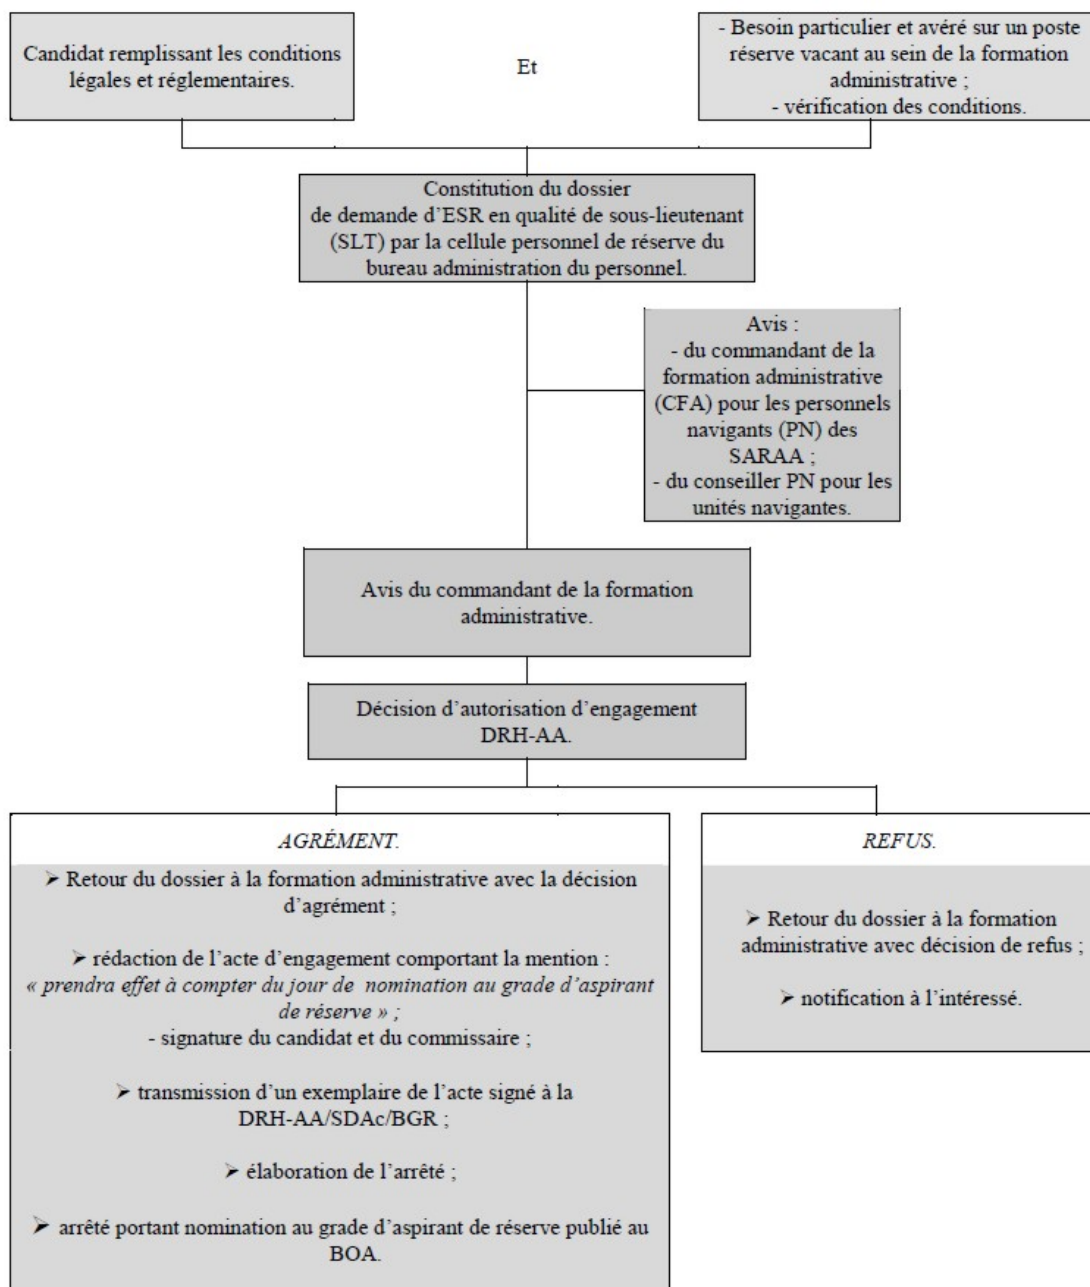 Candidat remplissant les conditions
légales et réglementaires.
Et
- Besoin particulier et avéré sur un poste
réserve vacant au sein de la formation
administrative ;
- vérification des conditions.
Constitution du dossier
de demande d’ESR en qualité de sous-lieutenant
(SLT) par la cellule personnel de réserve du
bureau administration du personnel.
Avis :
- du commandant de la
formation administrative
(CFA) pour les personnels
navigants (PN) des
SARAA ;
- du conseiller PN pour les
unités navigantes.
Avis du commandant de la formation
administrative.
Décision d’autorisation d’engagement
DRH-AA.
AGRÉMENT.
➢ Retour du dossier à la formation administrative avec la décision
d’agrément ;
➢ rédaction de l’acte d’engagement comportant la mention :
« prendra effet à compter du jour de nomination au grade d’aspirant
de réserve » ;
- signature du candidat et du commissaire ;
➢ transmission d’un exemplaire de l’acte signé à la
DRH-AA/SDAc/BGR ;
➢ élaboration de l’arrêté ;
➢ arrêté portant nomination au grade d’aspirant de réserve publié au
BOA.
REFUS.
➢ Retour du dossier à la formation
administrative avec décision de refus ;
➢ notification à l’intéressé.